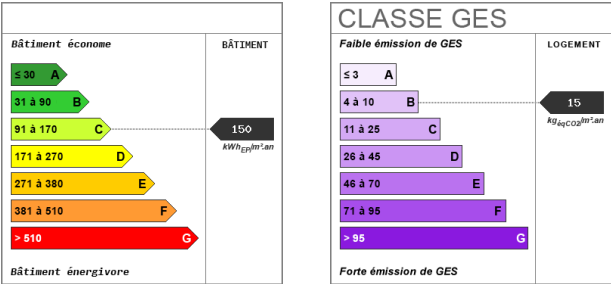 Bâtiment économe
BÂTIMENT
≤ 30 A
31 à 90 B
91 à 170 C
150
kWhEP/m².an
171 à 270 D
271 à 380 E
381 à 510 F
> 510 G
Bâtiment énergivore
CLASSE GES
Faible émission de GES
LOGEMENT
≤ 3 A
4 à 10 B
15
kgéqCO2/m².an
11 à 25 C
26 à 45 D
46 à 70 E
71 à 95 F
> 95 G
Forte émission de GES